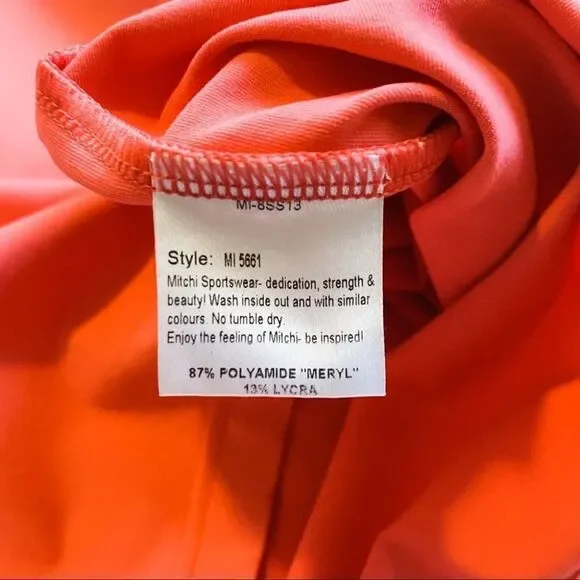 MI-8SS13
Style: MI 5661
Mitchi Sportswear- dedication, strength &
beauty! Wash inside out and with similar
colours. No tumble dry.
Enjoy the feeling of Mitchi- be inspired!
87% POLYAMIDE "MERYL"
13% LYCRA